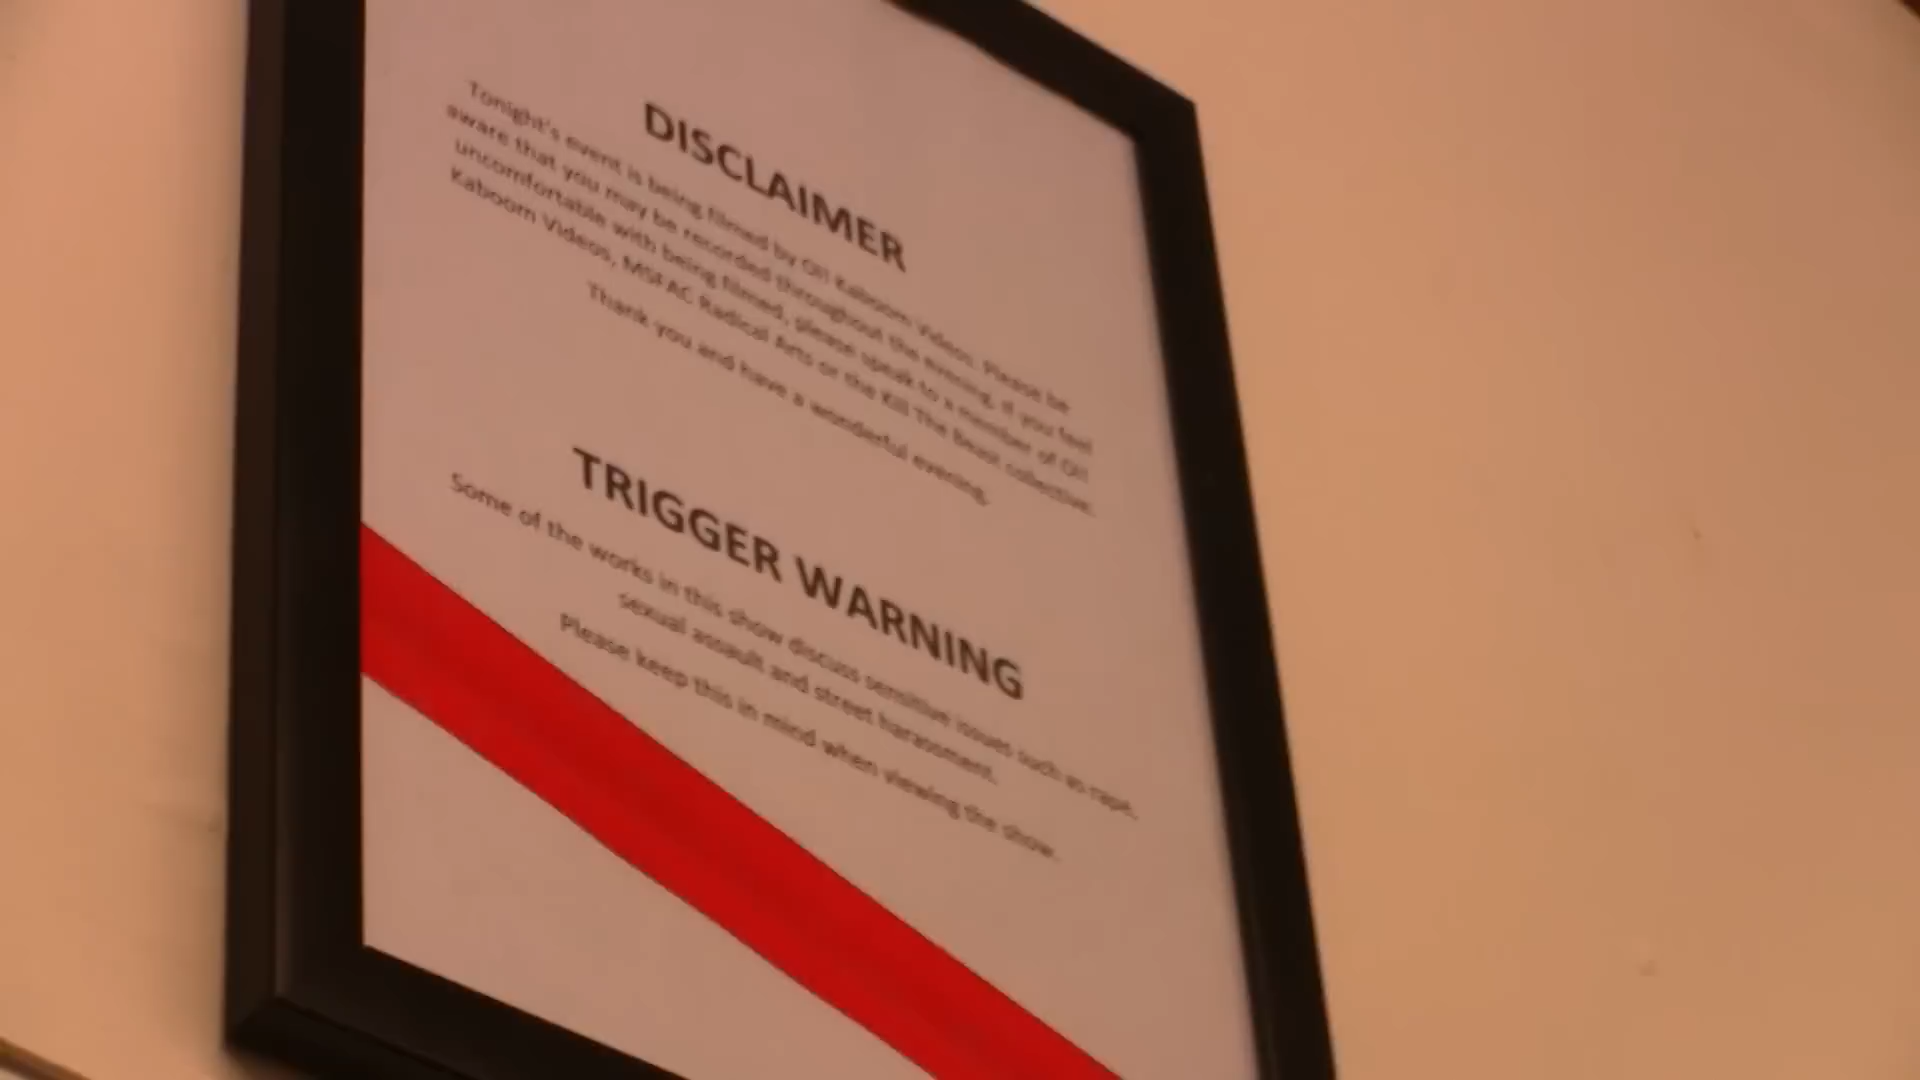 DISCLAIMER
Tonight's event is being filmed by O!! Kaboom Videos. Please be
aware that you may be recorded throughout the evening. If you feel
uncomfortable with being filmed, please speak to a member of O!!
Kaboom Videos, MSFAC Radical Arts or the Kill The Beast collective.
Thank you and have a wonderful evening.
TRIGGER WARNING
Some of the works in this show discuss sensitive issues such as rape,
sexual assault and street harassment.
Please keep this in mind when viewing the show.